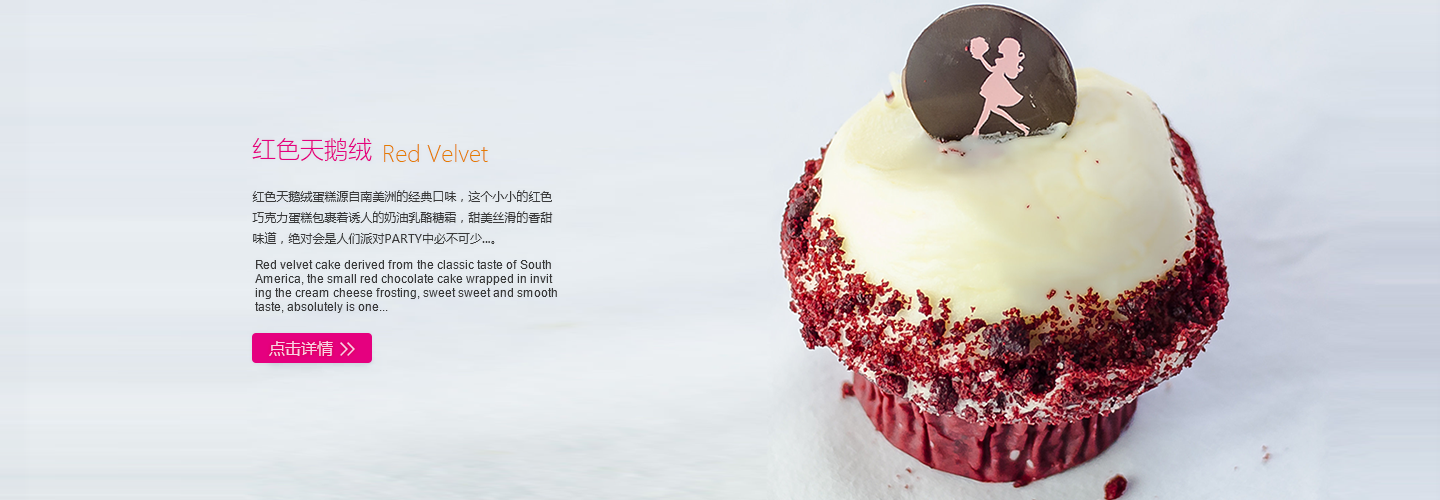 红色天鹅绒 Red Velvet
红色天鹅绒蛋糕源自南美洲的经典口味，这个小小的红色
巧克力蛋糕包裹着诱人的奶油乳酪糖霜，甜美丝滑的香甜
味道，绝对会是人们派对PARTY中必不可少...。
Red velvet cake derived from the classic taste of South
America, the small red chocolate cake wrapped in invit
ing the cream cheese frosting, sweet sweet and smooth
taste, absolutely is one...
点击详情